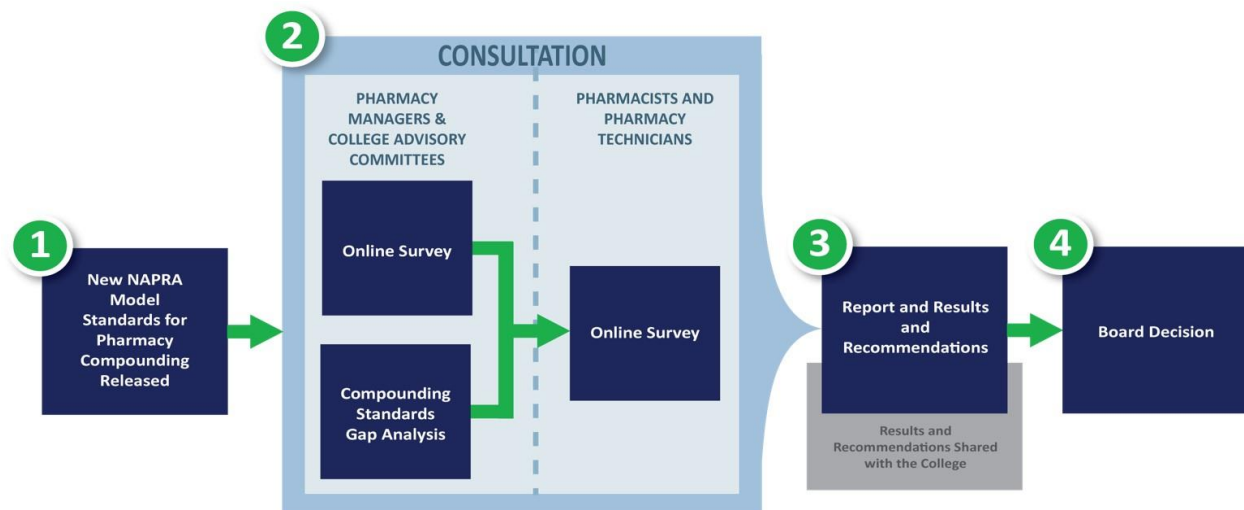 1
New NAPRA
Model
Standards for
Pharmacy
Compounding
Released
2
CONSULTATION
PHARMACY
MANAGERS &
COLLEGE ADVISORY
COMMITTEES
Online Survey
Compounding
Standards
Gap Analysis
PHARMACISTS AND
PHARMACY
TECHNICIANS
Online Survey
3
Report and Results
and
Recommendations
Results and
Recommendations Shared
with the College
4
Board Decision